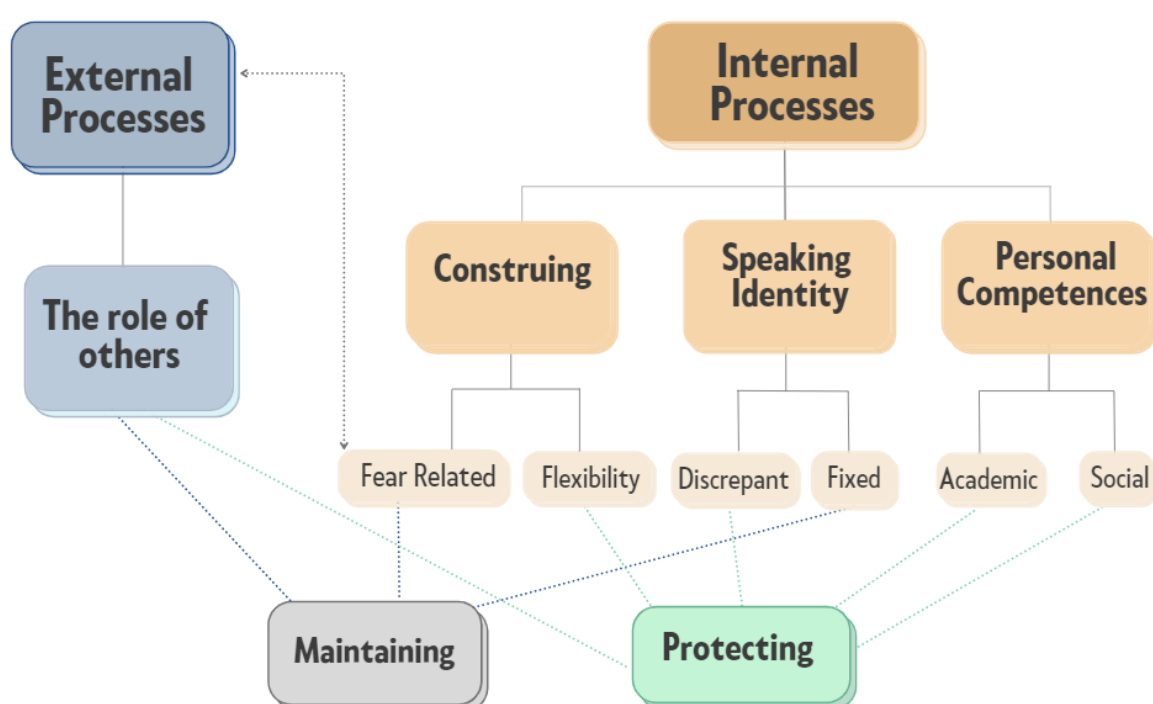 External
Processes
Internal
Processes
The role of
others
Construing
Speaking
Identity
Personal
Competences
Fear Related
Flexibility
Discrepant
Fixed
Academic
Social
Maintaining
Protecting